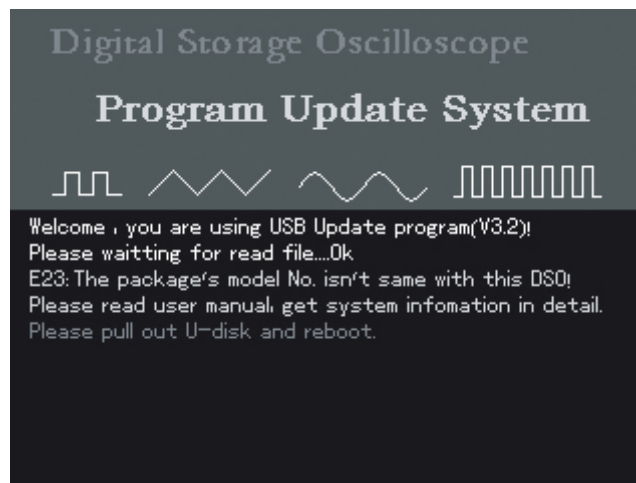 Digital Storage Oscilloscope
Program Update System
Welcome , you are using USB Update program(V3.2)!
Please waitting for read file....Ok
E23: The package's model No. isn't same with this DSO!
Please read user manual, get system infomation in detail.
Please pull out U-disk and reboot.